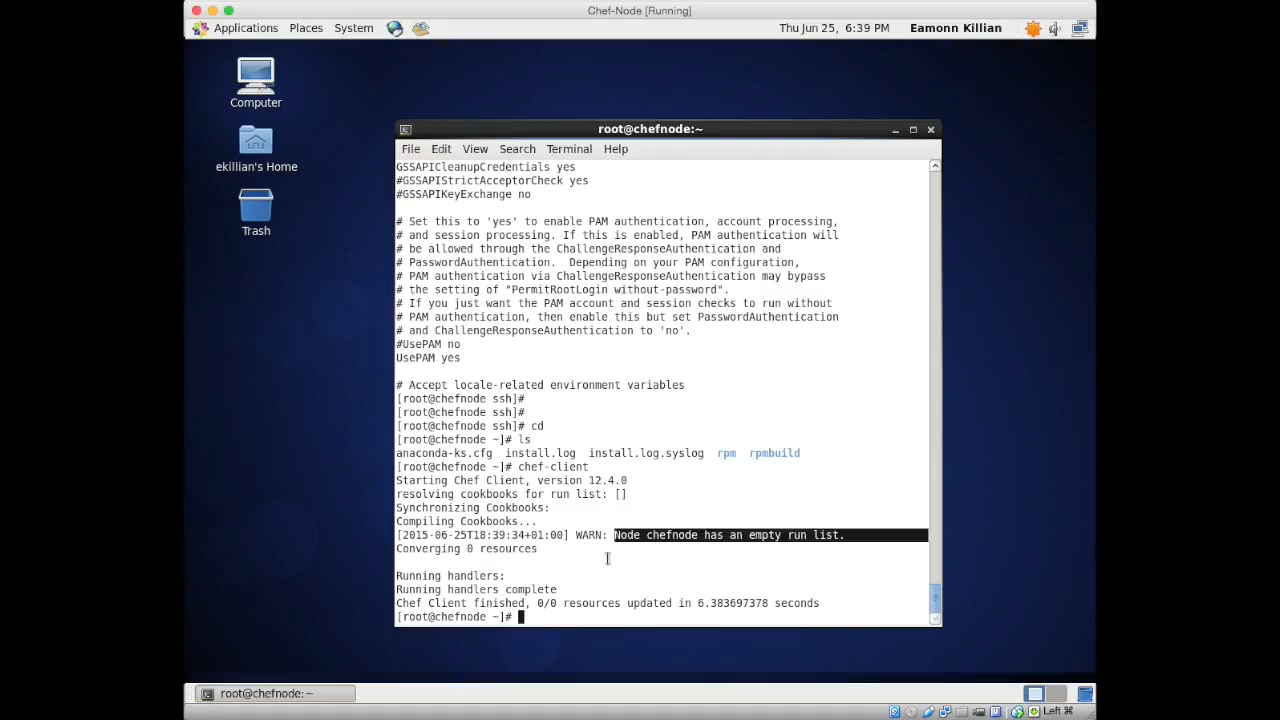 Chef-Node [Running]
Applications Places System Thu Jun 25, 6:39 PM Eamonn Killian
Computer
ekillian's Home
Trash
root@chefnode:~
File Edit View Search Terminal Help
GSSAPICleanupCredentials yes
#GSSAPIStrictAcceptorCheck yes
#GSSAPIKeyExchange no
# Set this to 'yes' to enable PAM authentication, account processing,
# and session processing. If this is enabled, PAM authentication will
# be allowed through the ChallengeResponseAuthentication and
# PasswordAuthentication.  Depending on your PAM configuration,
# PAM authentication via ChallengeResponseAuthentication may bypass
# the setting of "PermitRootLogin without-password".
# If you just want the PAM account and session checks to run without
# PAM authentication, then enable this but set PasswordAuthentication
# and ChallengeResponseAuthentication to 'no'.
#UsePAM no
UsePAM yes
# Accept locale-related environment variables
[root@chefnode ssh]#
[root@chefnode ssh]#
[root@chefnode ssh]# cd
[root@chefnode ~]# ls
anaconda-ks.cfg  install.log  install.log.syslog  rpm  rpmbuild
[root@chefnode ~]# chef-client
Starting Chef Client, version 12.4.0
resolving cookbooks for run list: []
Synchronizing Cookbooks:
Compiling Cookbooks...
[2015-06-25T18:39:34+01:00] WARN: Node chefnode has an empty run list.
Converging 0 resources
Running handlers:
Running handlers complete
Chef Client finished, 0/0 resources updated in 6.383697378 seconds
[root@chefnode ~]#
root@chefnode:~
Left ⌘